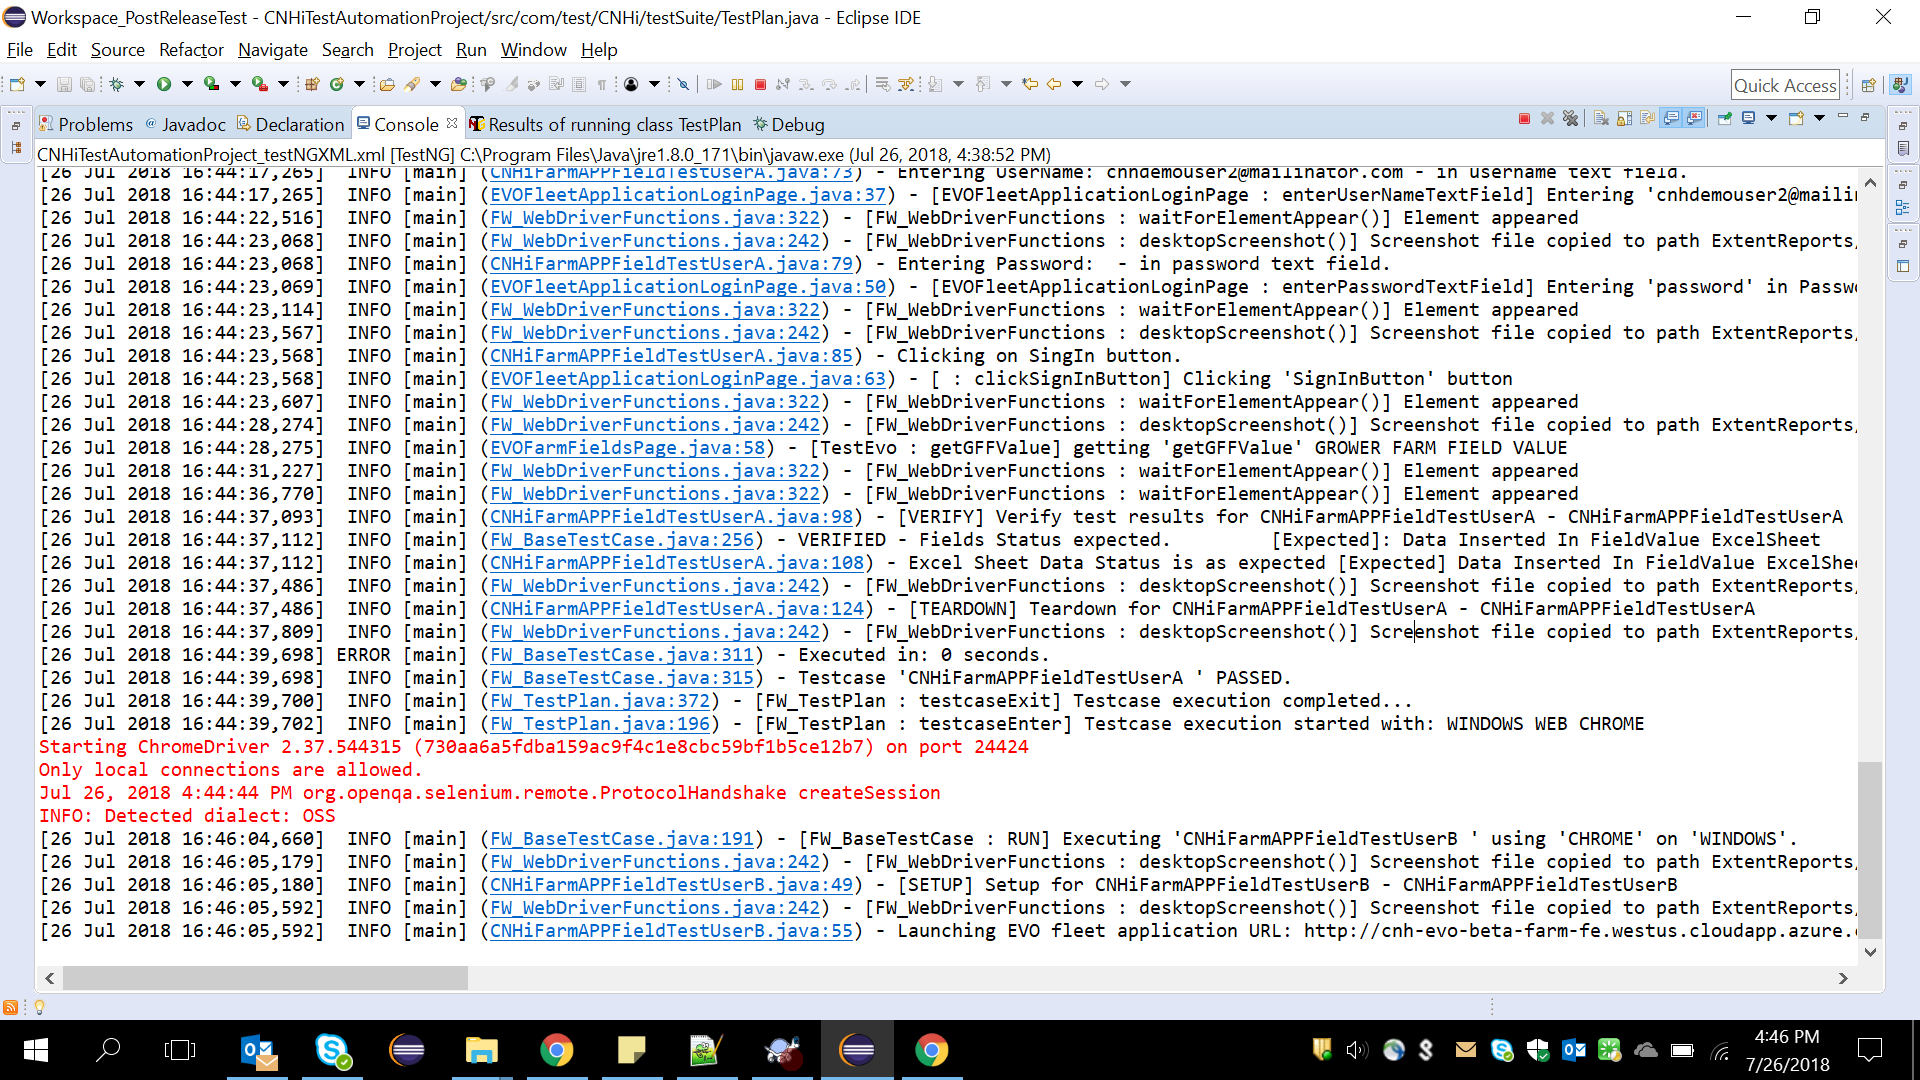 Workspace_PostReleaseTest - CNHiTestAutomationProject/src/com/test/CNHi/testSuite/TestPlan.java - Eclipse IDE
File Edit Source Refactor Navigate Search Project Run Window Help
Quick Access
Problems Javadoc Declaration Console Results of running class TestPlan Debug
CNHiTestAutomationProject_testNGXML.xml [TestNG] C:\Program Files\Java\jre1.8.0_171\bin\javaw.exe (Jul 26, 2018, 4:38:52 PM)
[26 Jul 2018 16:44:17,265] INFO [main] (CNHiFarmAPPFieldTestUserA.java:73) - Entering UserName: cnhdemouser2@mailinator.com - in username text field.
[26 Jul 2018 16:44:17,265] INFO [main] (EVOFleetApplicationLoginPage.java:37) - [EVOFleetApplicationLoginPage : enterUserNameTextField] Entering 'cnhdemouser2@mailin
[26 Jul 2018 16:44:22,516] INFO [main] (FW_WebDriverFunctions.java:322) - [FW_WebDriverFunctions : waitForElementAppear()] Element appeared
[26 Jul 2018 16:44:23,068] INFO [main] (FW_WebDriverFunctions.java:242) - [FW_WebDriverFunctions : desktopScreenshot()] Screenshot file copied to path ExtentReports/
[26 Jul 2018 16:44:23,068] INFO [main] (CNHiFarmAPPFieldTestUserA.java:79) - Entering Password:  - in password text field.
[26 Jul 2018 16:44:23,069] INFO [main] (EVOFleetApplicationLoginPage.java:50) - [EVOFleetApplicationLoginPage : enterPasswordTextField] Entering 'password' in Passwo
[26 Jul 2018 16:44:23,114] INFO [main] (FW_WebDriverFunctions.java:322) - [FW_WebDriverFunctions : waitForElementAppear()] Element appeared
[26 Jul 2018 16:44:23,567] INFO [main] (FW_WebDriverFunctions.java:242) - [FW_WebDriverFunctions : desktopScreenshot()] Screenshot file copied to path ExtentReports/
[26 Jul 2018 16:44:23,568] INFO [main] (CNHiFarmAPPFieldTestUserA.java:85) - Clicking on SingIn button.
[26 Jul 2018 16:44:23,568] INFO [main] (EVOFleetApplicationLoginPage.java:63) - [ : clickSignInButton] Clicking 'SignInButton' button
[26 Jul 2018 16:44:23,607] INFO [main] (FW_WebDriverFunctions.java:322) - [FW_WebDriverFunctions : waitForElementAppear()] Element appeared
[26 Jul 2018 16:44:28,274] INFO [main] (FW_WebDriverFunctions.java:242) - [FW_WebDriverFunctions : desktopScreenshot()] Screenshot file copied to path ExtentReports/
[26 Jul 2018 16:44:28,275] INFO [main] (EVOFarmFieldsPage.java:58) - [TestEvo : getGFFValue] getting 'getGFFValue' GROWER FARM FIELD VALUE
[26 Jul 2018 16:44:31,227] INFO [main] (FW_WebDriverFunctions.java:322) - [FW_WebDriverFunctions : waitForElementAppear()] Element appeared
[26 Jul 2018 16:44:36,770] INFO [main] (FW_WebDriverFunctions.java:322) - [FW_WebDriverFunctions : waitForElementAppear()] Element appeared
[26 Jul 2018 16:44:37,093] INFO [main] (CNHiFarmAPPFieldTestUserA.java:98) - [VERIFY] Verify test results for CNHiFarmAPPFieldTestUserA - CNHiFarmAPPFieldTestUserA
[26 Jul 2018 16:44:37,112] INFO [main] (FW_BaseTestCase.java:256) - VERIFIED - Fields Status expected. [Expected]: Data Inserted In FieldValue ExcelSheet
[26 Jul 2018 16:44:37,112] INFO [main] (CNHiFarmAPPFieldTestUserA.java:108) - Excel Sheet Data Status is as expected [Expected] Data Inserted In FieldValue ExcelShee
[26 Jul 2018 16:44:37,486] INFO [main] (FW_WebDriverFunctions.java:242) - [FW_WebDriverFunctions : desktopScreenshot()] Screenshot file copied to path ExtentReports/
[26 Jul 2018 16:44:37,486] INFO [main] (CNHiFarmAPPFieldTestUserA.java:124) - [TEARDOWN] Teardown for CNHiFarmAPPFieldTestUserA - CNHiFarmAPPFieldTestUserA
[26 Jul 2018 16:44:37,809] INFO [main] (FW_WebDriverFunctions.java:242) - [FW_WebDriverFunctions : desktopScreenshot()] Screenshot file copied to path ExtentReports/
[26 Jul 2018 16:44:39,698] ERROR [main] (FW_BaseTestCase.java:311) - Executed in: 0 seconds.
[26 Jul 2018 16:44:39,698] INFO [main] (FW_BaseTestCase.java:315) - Testcase 'CNHiFarmAPPFieldTestUserA ' PASSED.
[26 Jul 2018 16:44:39,700] INFO [main] (FW_TestPlan.java:372) - [FW_TestPlan : testcaseExit] Testcase execution completed...
[26 Jul 2018 16:44:39,702] INFO [main] (FW_TestPlan.java:196) - [FW_TestPlan : testcaseEnter] Testcase execution started with: WINDOWS WEB CHROME
Starting ChromeDriver 2.37.544315 (730aa6a5fdba159ac9f4c1e8cbc59bf1b5ce12b7) on port 24424
Only local connections are allowed.
Jul 26, 2018 4:44:44 PM org.openqa.selenium.remote.ProtocolHandshake createSession
INFO: Detected dialect: OSS
[26 Jul 2018 16:46:04,660] INFO [main] (FW_BaseTestCase.java:191) - [FW_BaseTestCase : RUN] Executing 'CNHiFarmAPPFieldTestUserB ' using 'CHROME' on 'WINDOWS'.
[26 Jul 2018 16:46:05,179] INFO [main] (FW_WebDriverFunctions.java:242) - [FW_WebDriverFunctions : desktopScreenshot()] Screenshot file copied to path ExtentReports/
[26 Jul 2018 16:46:05,180] INFO [main] (CNHiFarmAPPFieldTestUserB.java:49) - [SETUP] Setup for CNHiFarmAPPFieldTestUserB - CNHiFarmAPPFieldTestUserB
[26 Jul 2018 16:46:05,592] INFO [main] (FW_WebDriverFunctions.java:242) - [FW_WebDriverFunctions : desktopScreenshot()] Screenshot file copied to path ExtentReports/
[26 Jul 2018 16:46:05,592] INFO [main] (CNHiFarmAPPFieldTestUserB.java:55) - Launching EVO fleet application URL: http://cnh-evo-beta-farm-fe.westus.cloudapp.azure.
4:46 PM
7/26/2018